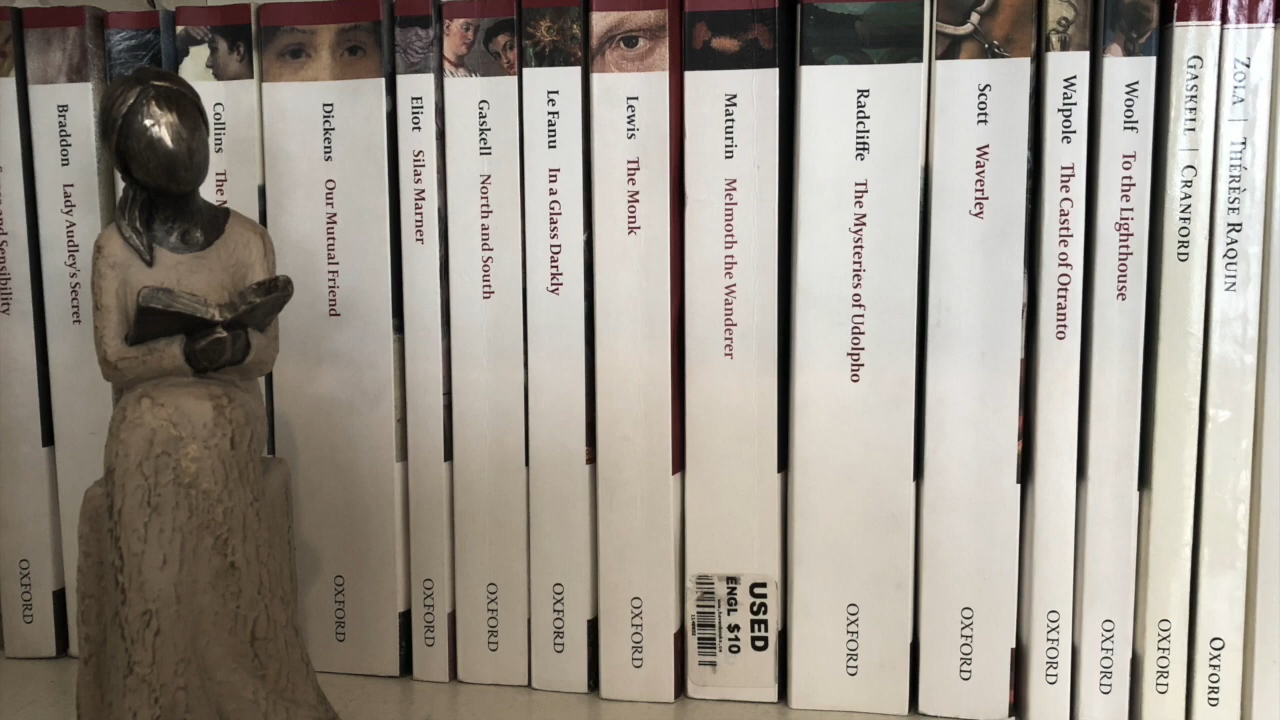 Sense and Sensibility
OXFORD
Braddon Lady Audley's Secret
Collins The
Dickens Our Mutual Friend
OXFORD
Eliot Silas Marner
OXFORD
Gaskell North and South
OXFORD
Le Fanu In a Glass Darkly
OXFORD
Lewis The Monk
OXFORD
Maturin Melmoth the Wanderer
USED
ENGL $10
Radcliffe The Mysteries of Udolpho
OXFORD
Scott Waverley
OXFORD
Walpole The Castle of Otranto
OXFORD
Woolf To the Lighthouse
OXFORD
GASKELL | CRANFORD
OXFORD
ZOLA | THÉRÈSE RAQUIN
OXFORD